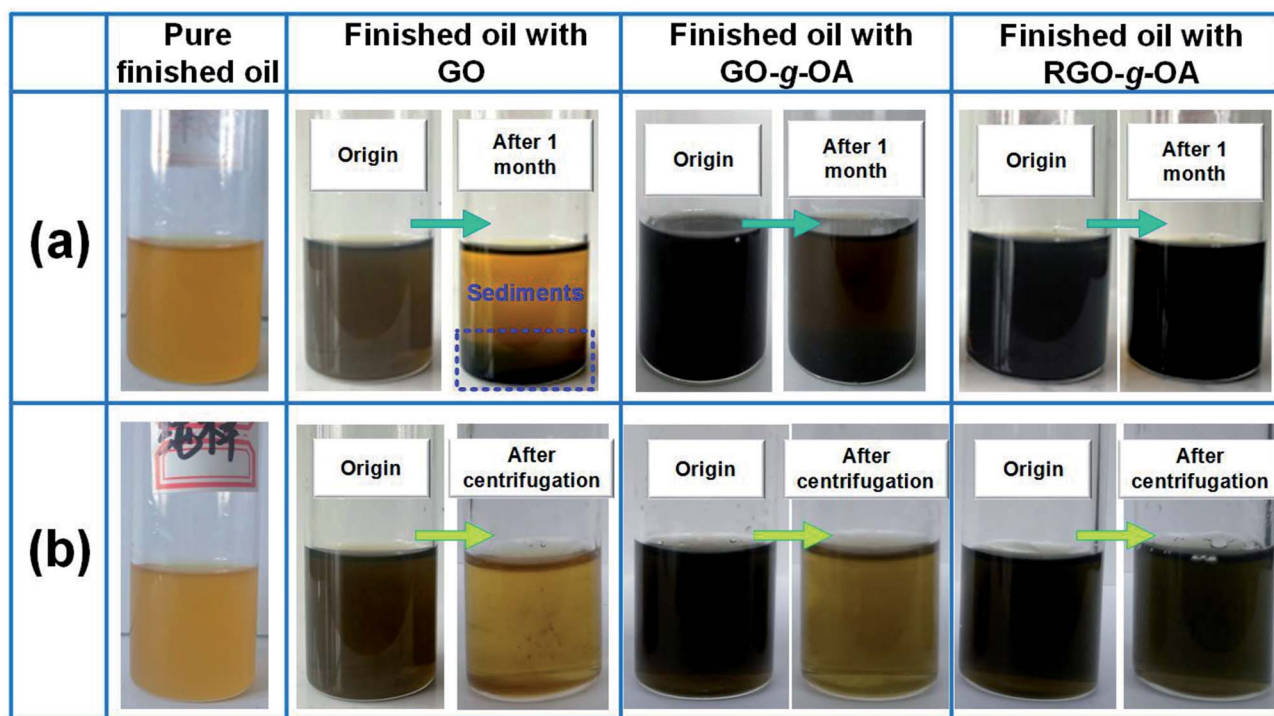 Pure
finished oil
Finished oil with
GO
Finished oil with
GO-g-OA
Finished oil with
RGO-g-OA
(a)
Origin
After 1
month
Sediments
Origin
After 1
month
Origin
After 1
month
(b)
Origin
After
centrifugation
Origin
After
centrifugation
Origin
After
centrifugation